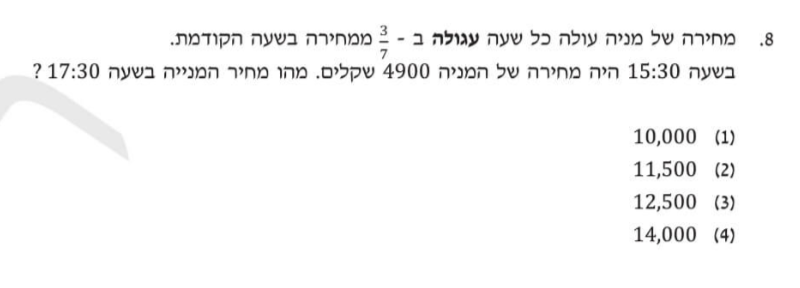 8. מחירה של מניה עולה כל שעה עגולה ב - 3/7 ממחירה בשעה הקודמת.
בשעה 15:30 היה מחירה של המניה 4900 שקלים. מהו מחיר המנייה בשעה 17:30 ?
(1) 10,000
(2) 11,500
(3) 12,500
(4) 14,000